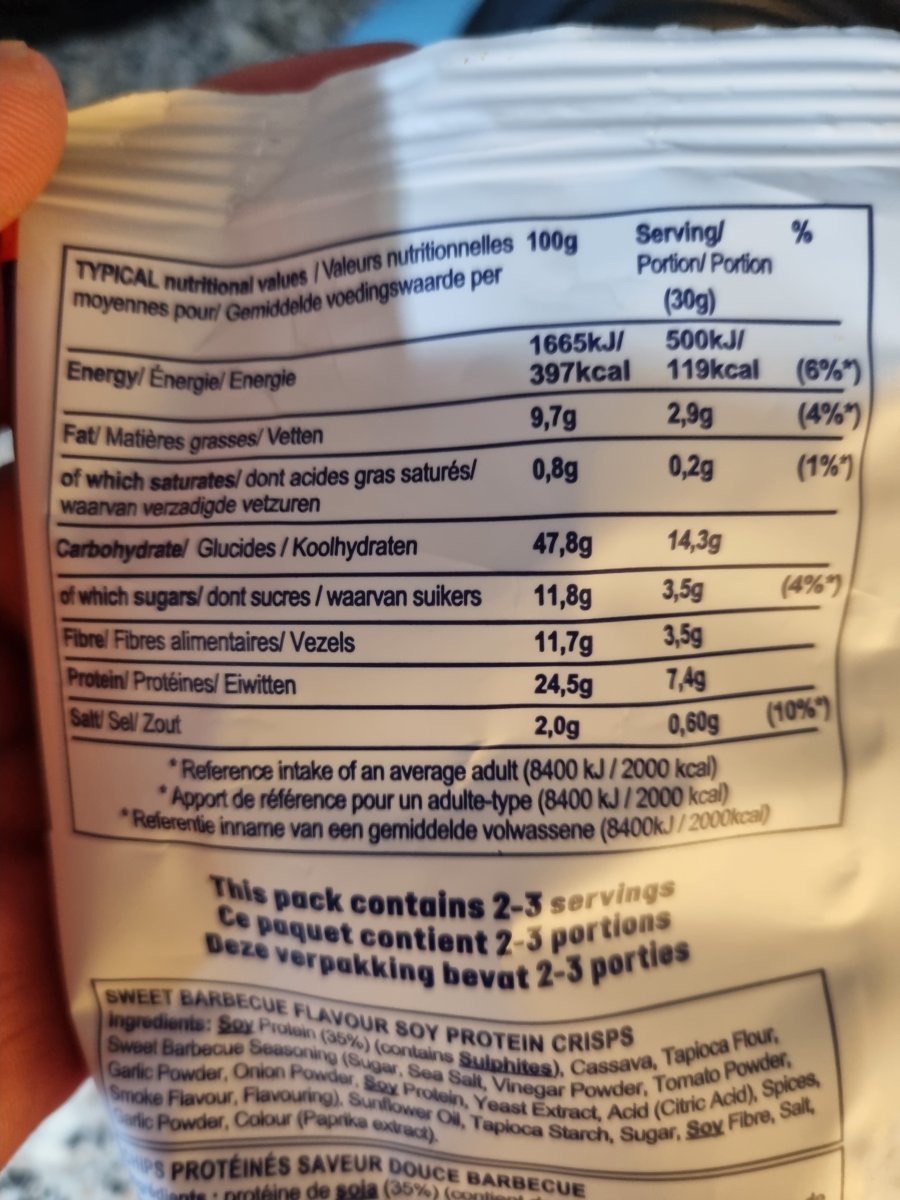 TYPICAL nutritional values / Valeurs nutritionnelles 100g Serving/ %
moyennes pour/ Gemiddelde voedingswaarde per Portion/ Portion
(30g)
1665kJ/ 500kJ/
Energy/ Énergie/ Energie 397kcal 119kcal (6%*)
Fat/ Matières grasses/ Vetten 9,7g 2,9g (4%*)
of which saturates/ dont acides gras saturés/ 0,8g 0,2g (1%*)
waarvan verzadigde vetzuren
Carbohydrate/ Glucides / Koolhydraten 47,8g 14,3g
of which sugars/ dont sucres / waarvan suikers 11,8g 3,5g (4%*)
Fibre/ Fibres alimentaires/ Vezels 11,7g 3,5g
Protein/ Protéines/ Eiwitten 24,5g 7,4g
Salt/ Sel/ Zout 2,0g 0,60g (10%*)
*Reference intake of an average adult (8400 kJ / 2000 kcal)
*Apport de référence pour un adulte-type (8400 kJ / 2000 kcal)
*Referentie inname van een gemiddelde volwassene (8400kJ / 2000kcal)
This pack contains 2-3 servings
Ce paquet contient 2-3 portions
Deze verpakking bevat 2-3 porties
SWEET BARBECUE FLAVOUR SOY PROTEIN CRISPS
Ingredients: Soy Protein (35%) (contains Sulphites), Cassava, Tapioca Flour,
Sweet Barbecue Seasoning (Sugar, Sea Salt, Vinegar Powder, Tomato Powder,
Garlic Powder, Onion Powder, Soy Protein, Yeast Extract, Acid (Citric Acid), Spices,
Smoke Flavour, Flavouring), Sunflower Oil, Tapioca Starch, Sugar, Soy Fibre, Salt,
Garlic Powder, Colour (Paprika extract).
PROTÉINÉS SAVEUR DOUCE BARBECUE
: protéine de soja (35%)